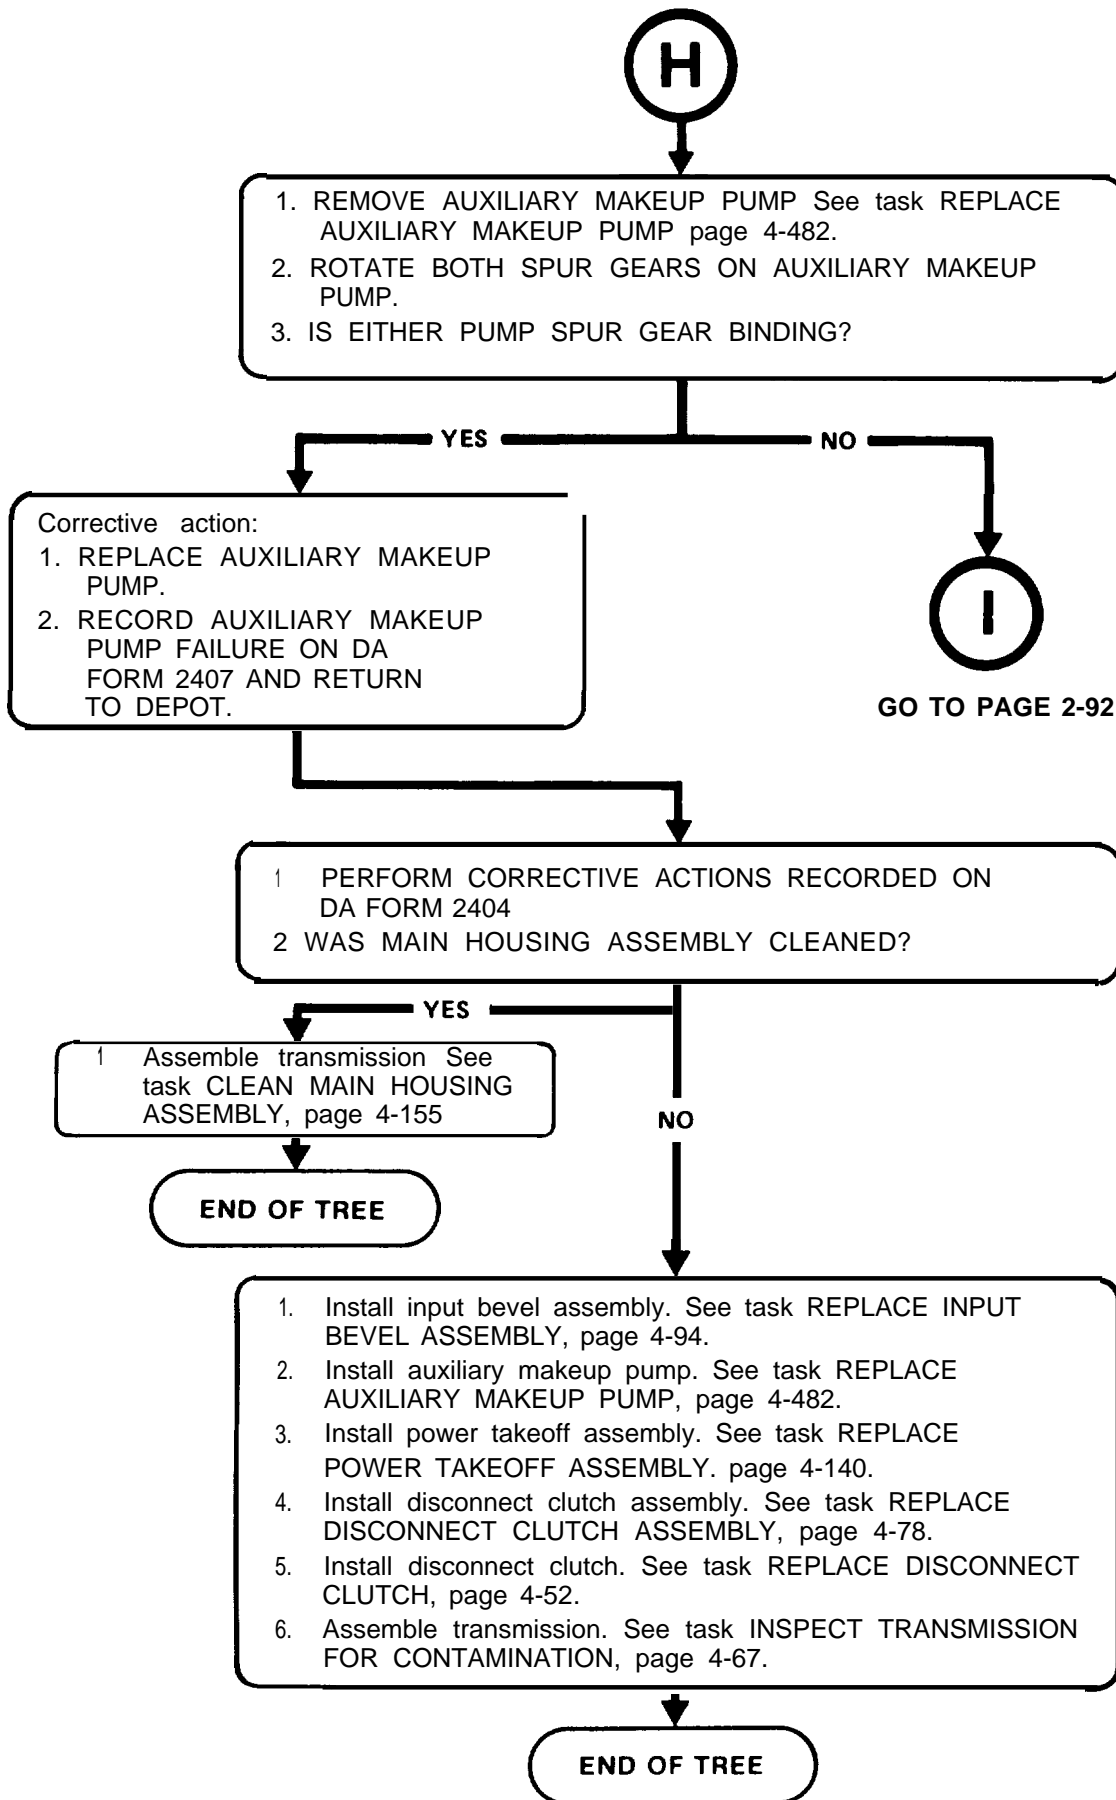 H
1. REMOVE AUXILIARY MAKEUP PUMP See task REPLACE
AUXILIARY MAKEUP PUMP page 4-482.
2. ROTATE BOTH SPUR GEARS ON AUXILIARY MAKEUP
PUMP.
3. IS EITHER PUMP SPUR GEAR BINDING?
YES
NO
Corrective action:
1. REPLACE AUXILIARY MAKEUP
PUMP.
2. RECORD AUXILIARY MAKEUP
PUMP FAILURE ON DA
FORM 2407 AND RETURN
TO DEPOT.
I
GO TO PAGE 2-92
1 PERFORM CORRECTIVE ACTIONS RECORDED ON
DA FORM 2404
2 WAS MAIN HOUSING ASSEMBLY CLEANED?
YES
1 Assemble transmission See
task CLEAN MAIN HOUSING
ASSEMBLY, page 4-155
NO
END OF TREE
1. Install input bevel assembly. See task REPLACE INPUT
BEVEL ASSEMBLY, page 4-94.
2. Install auxiliary makeup pump. See task REPLACE
AUXILIARY MAKEUP PUMP, page 4-482.
3. Install power takeoff assembly. See task REPLACE
POWER TAKEOFF ASSEMBLY. page 4-140.
4. Install disconnect clutch assembly. See task REPLACE
DISCONNECT CLUTCH ASSEMBLY, page 4-78.
5. Install disconnect clutch. See task REPLACE DISCONNECT
CLUTCH, page 4-52.
6. Assemble transmission. See task INSPECT TRANSMISSION
FOR CONTAMINATION, page 4-67.
END OF TREE